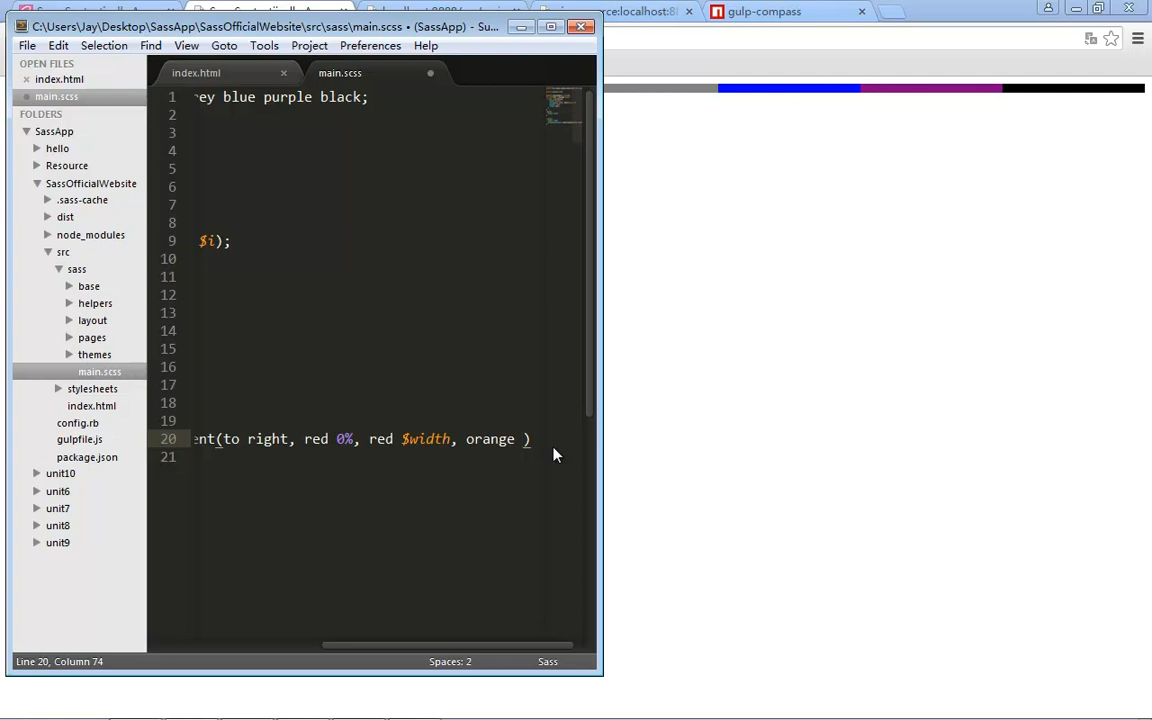 gulp-compass
C:\Users\Jay\Desktop\SassApp\SassOfficialWebsite\src\sass\main.scss • (SassApp) - Su...
File Edit Selection Find View Goto Tools Project Preferences Help
OPEN FILES
index.html
main.scss
FOLDERS
SassApp
hello
Resource
SassOfficialWebsite
.sass-cache
dist
node_modules
src
sass
base
helpers
layout
pages
themes
main.scss
stylesheets
index.html
config.rb
gulpfile.js
package.json
unit10
unit6
unit7
unit8
unit9
index.html main.scss
1 rey blue purple black;
2
3
4
5
6
7
8
9 $i);
10
11
12
13
14
15
16
17
18
19
20 ent(to right, red 0%, red $width, orange )
21
Line 20, Column 74 Spaces: 2 Sass